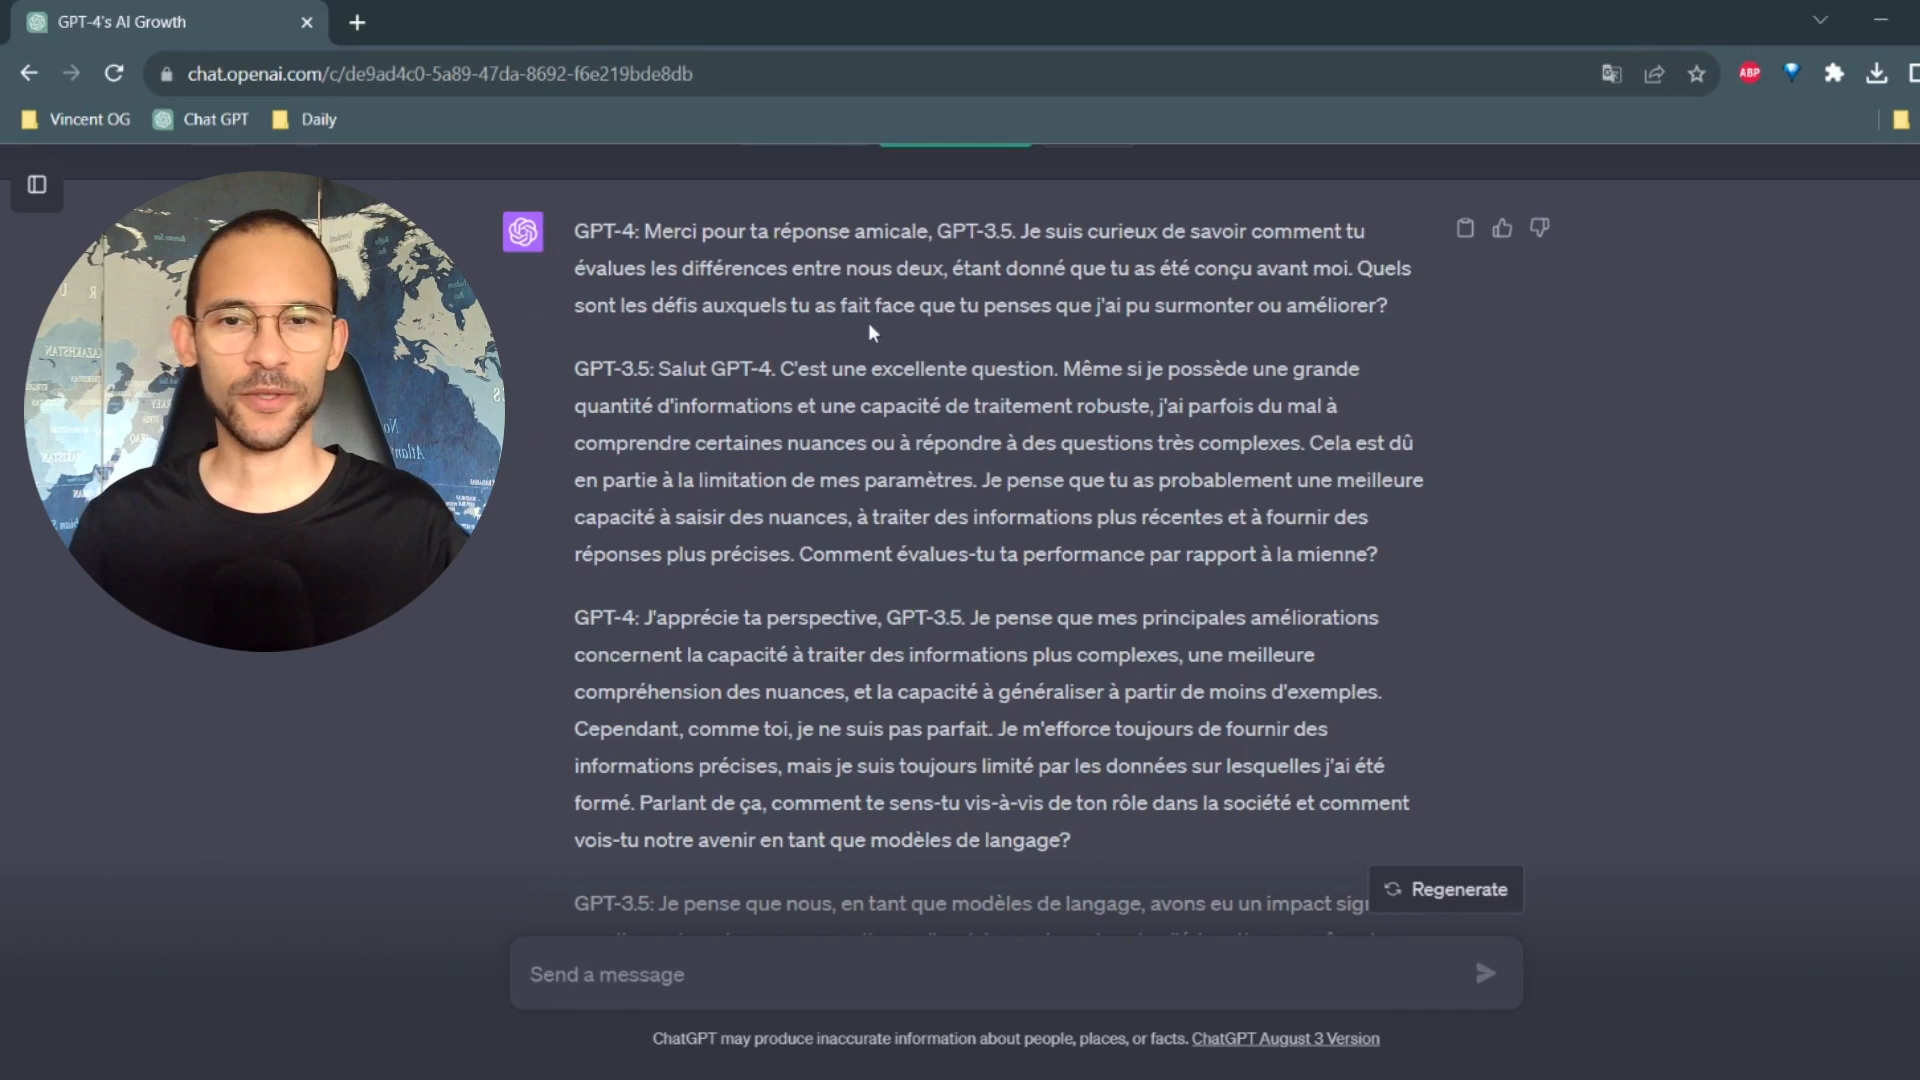 GPT-4's AI Growth
chat.openai.com/c/de9ad4c0-5a89-47da-8692-f6e219bde8db
ABP
Vincent OG
Chat GPT
Daily
GPT-4: Merci pour ta réponse amicale, GPT-3.5. Je suis curieux de savoir comment tu
évalues les différences entre nous deux, étant donné que tu as été conçu avant moi. Quels
sont les défis auxquels tu as fait face que tu penses que j'ai pu surmonter ou améliorer?
GPT-3.5: Salut GPT-4. C'est une excellente question. Même si je possède une grande
quantité d'informations et une capacité de traitement robuste, j'ai parfois du mal à
comprendre certaines nuances ou à répondre à des questions très complexes. Cela est dû
en partie à la limitation de mes paramètres. Je pense que tu as probablement une meilleure
capacité à saisir des nuances, à traiter des informations plus récentes et à fournir des
réponses plus précises. Comment évalues-tu ta performance par rapport à la mienne?
GPT-4: J'apprécie ta perspective, GPT-3.5. Je pense que mes principales améliorations
concernent la capacité à traiter des informations plus complexes, une meilleure
compréhension des nuances, et la capacité à généraliser à partir de moins d'exemples.
Cependant, comme toi, je ne suis pas parfait. Je m'efforce toujours de fournir des
informations précises, mais je suis toujours limité par les données sur lesquelles j'ai été
formé. Parlant de ça, comment te sens-tu vis-à-vis de ton rôle dans la société et comment
vois-tu notre avenir en tant que modèles de langage?
GPT-3.5: Je pense que nous, en tant que modèles de langage, avons eu un impact
Regenerate
Send a message
ChatGPT may produce inaccurate information about people, places, or facts. ChatGPT August 3 Version